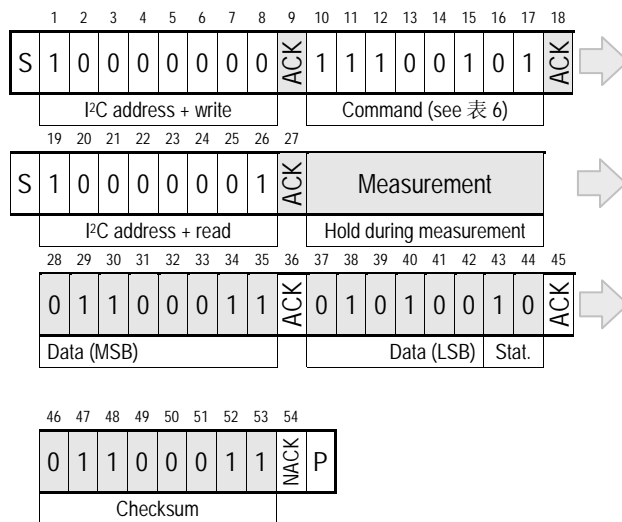 1 2 3 4 5 6 7 8 9 10 11 12 13 14 15 16 17 18
S 1 0 0 0 0 0 0 0 ACK 1 1 1 0 0 1 0 1 ACK
I²C address + write Command (see 表 6)
19 20 21 22 23 24 25 26 27
S 1 0 0 0 0 0 0 1 ACK Measurement
I²C address + read Hold during measurement
28 29 30 31 32 33 34 35 36 37 38 39 40 41 42 43 44 45
0 1 1 0 0 0 1 1 ACK 0 1 0 1 0 0 1 0 ACK
Data (MSB) Data (LSB) Stat.
46 47 48 49 50 51 52 53 54
0 1 1 0 0 0 1 1 NACK P
Checksum